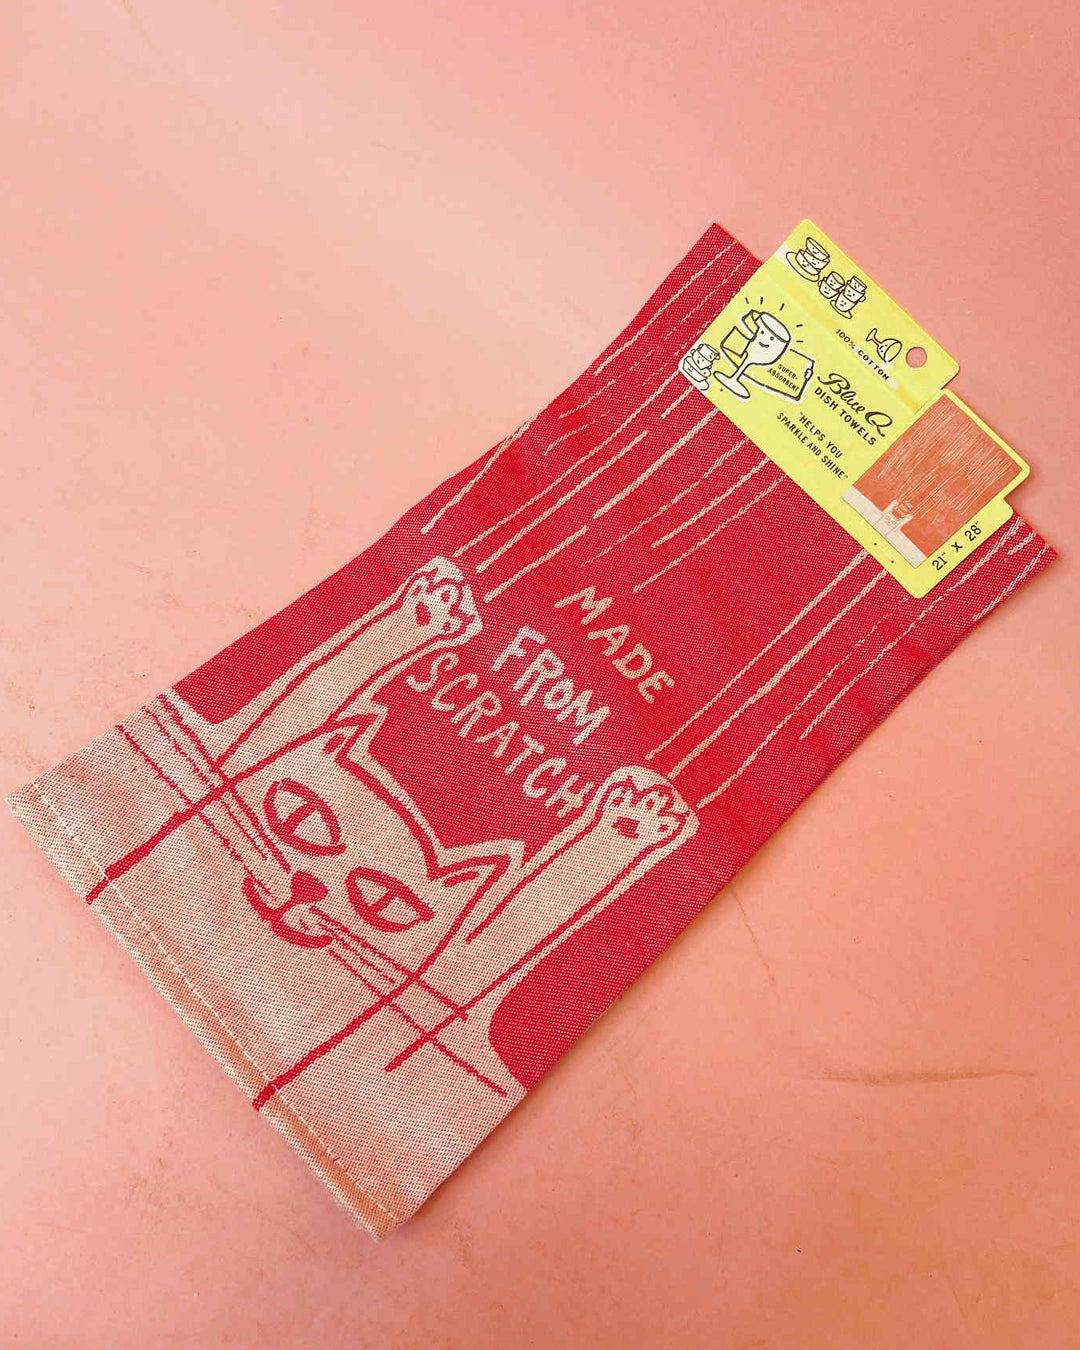 100% COTTON
SUPER-
ABSORBENT
Blue Q
DISH TOWELS
"HELPS YOU
SPARKLE AND SHINE"
21" X 28"
MADE
FROM
SCRATCH